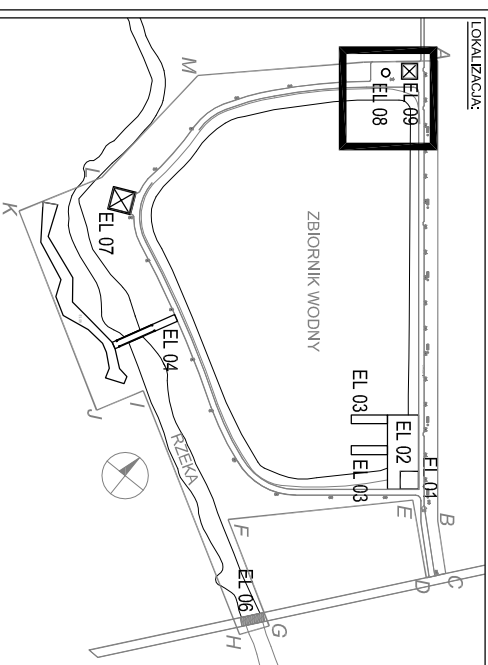 LOKALIZACJA:
A
EL 09
EL 08
M
ZBIORNIK WODNY
L
K
EL 07
EL 04
EL 03
EL 02
EL 01
EL 03
B
C
D
E
F
J
I
RZEKA
EL 06
G
H